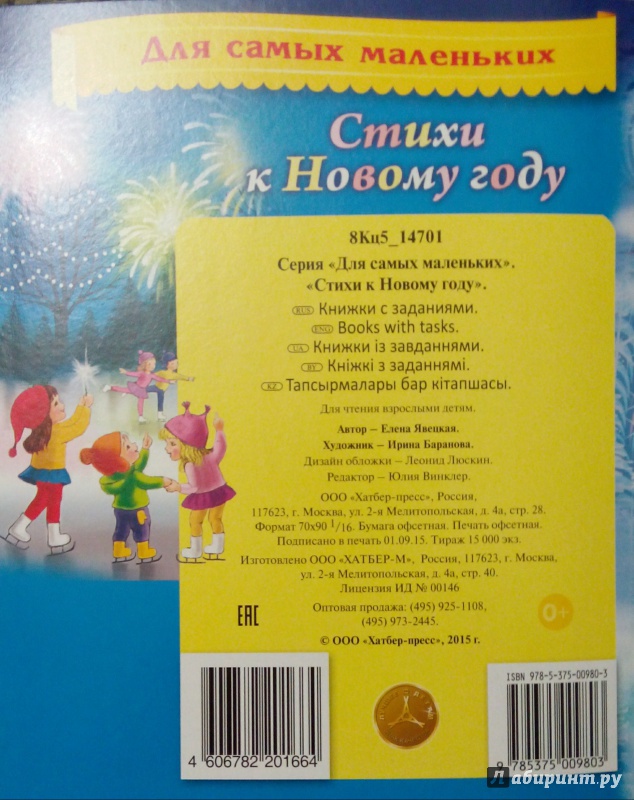 Для самых маленьких
Стихи
к Новому году
8Кц5_14701
Серия «Для самых маленьких».
«Стихи к Новому году».
RUS Книжки с заданиями.
ENG Books with tasks.
UA Книжки із завданнями.
BY Кніжкі з заданнямі.
KZ Тапсырмалары бар кітапшасы.
Для чтения взрослыми детям.
Автор – Елена Явецкая.
Художник – Ирина Баранова.
Дизайн обложки – Леонид Люскин.
Редактор – Юлия Винклер.
ООО «Хатбер-пресс», Россия,
117623, г. Москва, ул. 2-я Мелитопольская, д. 4а, стр. 28.
Формат 70х90 1/16. Бумага офсетная. Печать офсетная.
Подписано в печать 01.09.15. Тираж 15 000 экз.
Изготовлено ООО «ХАТБЕР-М», Россия, 117623, г. Москва,
ул. 2-я Мелитопольская, д. 4а, стр. 40.
Лицензия ИД № 00146
Оптовая продажа: (495) 925-1108,
(495) 973-2445.
EAC
0+
© ООО «Хатбер-пресс», 2015 г.
ISBN 978-5-375-00980-3
4 606782 201664
9 785375 009803
Лабиринт.ру